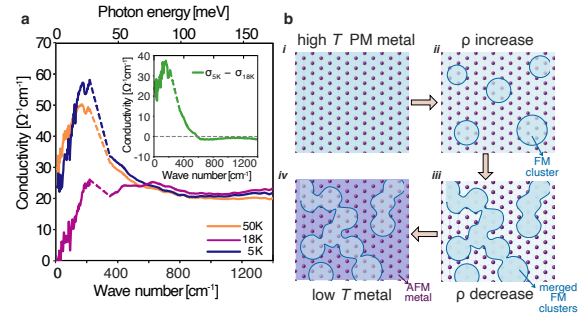 Photon energy [meV]
0 50 100 150
a
70
60
50
40
30
20
10
0
Conductivity [Ω⁻¹cm⁻¹]
40
30
20
10
0
-10
Conductivity [Ω⁻¹cm⁻¹]
σ5K − σ18K
0 400 800 1200
Wave number[cm⁻¹]
50K
18K
5K
0 400 800 1200
Wave number[cm⁻¹]
b
i
high T PM metal
ii
ρ increase
FM
cluster
iv
low T metal
AFM
metal
iii
ρ decrease
merged
FM
clusters